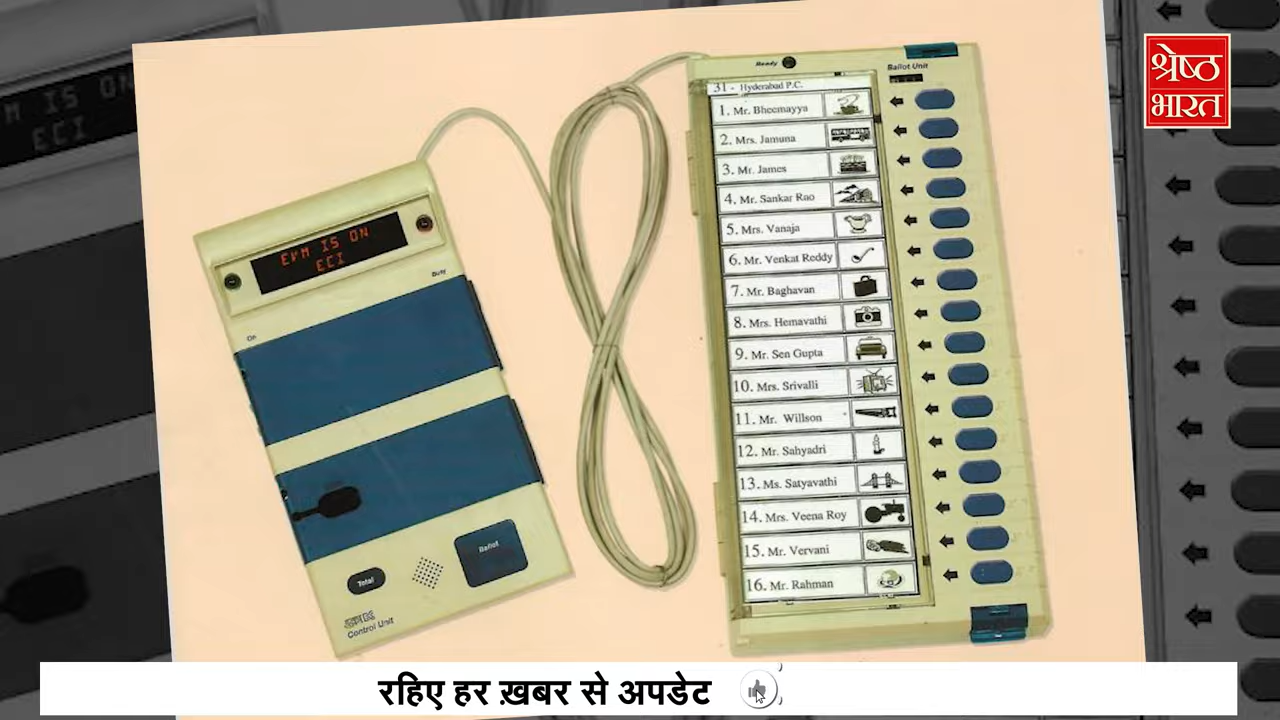 श्रेष्ठ
भारत
Ready
Ballot Unit
31 - Hyderabad P.C.
1. Mr. Bheemayya
2. Mrs. Jamuna
3. Mr. James
4. Mr. Sankar Rao
5. Mrs. Vanaja
6. Mr. Venkat Reddy
7. Mr. Baghavan
8. Mrs. Hemavathi
9. Mr. Sen Gupta
10. Mrs. Srivalli
11. Mr. Willson
12. Mr. Sahyadri
13. Ms. Satyavathi
14. Mrs. Veena Roy
15. Mr. Vervani
16. Mr. Rahman
EVM IS ON
ECI
Busy
On
Ballot
Total
Control Unit
रहिए हर ख़बर से अपडेट